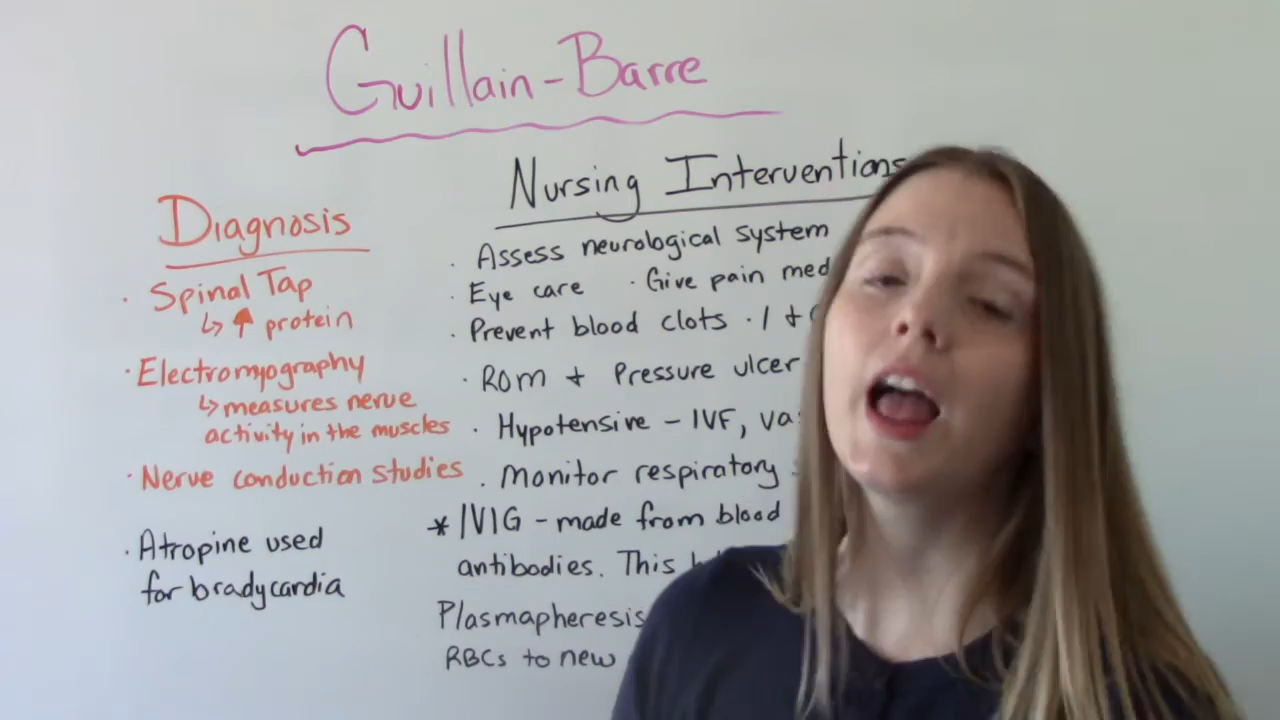 Guillain-Barre
Diagnosis
· Spinal Tap
↳ ↑ protein
· Electromyography
↳ measures nerve
activity in the muscles
· Nerve conduction studies
· Atropine used
for bradycardia
Nursing Interventions
· Assess neurological system
· Eye care · Give pain med
· Prevent blood clots · I +
· ROM + Pressure ulcer
· Hypotensive - IVF,
· Monitor respiratory
* IVIG - made from blood
antibodies. This
Plasmapheresis
RBCs to new